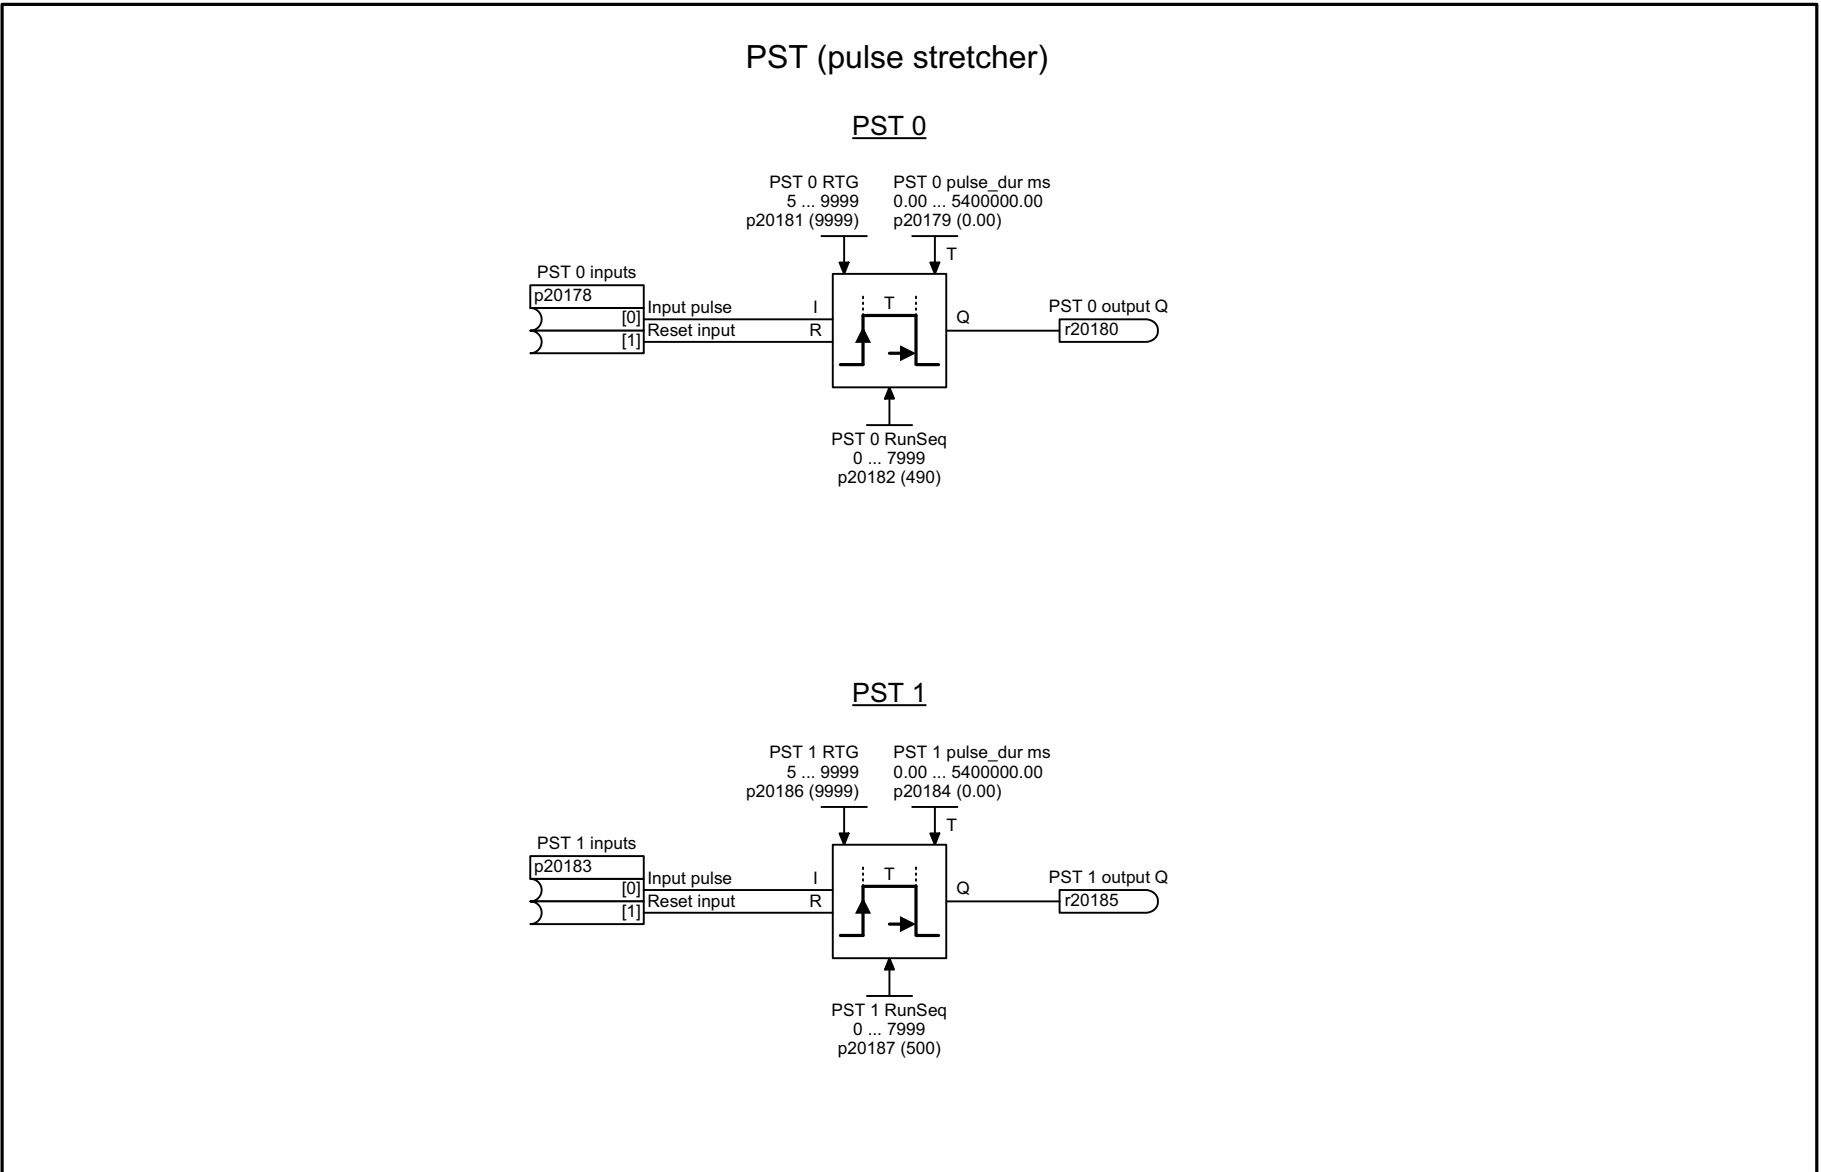 PST (pulse stretcher)
PST 0
PST 0 RTG
5 ... 9999
p20181 (9999)
PST 0 pulse_dur ms
0.00 ... 5400000.00
p20179 (0.00)
T
PST 0 inputs
p20178
[0]
[1]
Input pulse
Reset input
I
R
T
Q
PST 0 output Q
r20180
PST 0 RunSeq
0 ... 7999
p20182 (490)
PST 1
PST 1 RTG
5 ... 9999
p20186 (9999)
PST 1 pulse_dur ms
0.00 ... 5400000.00
p20184 (0.00)
T
PST 1 inputs
p20183
[0]
[1]
Input pulse
Reset input
I
R
T
Q
PST 1 output Q
r20185
PST 1 RunSeq
0 ... 7999
p20187 (500)